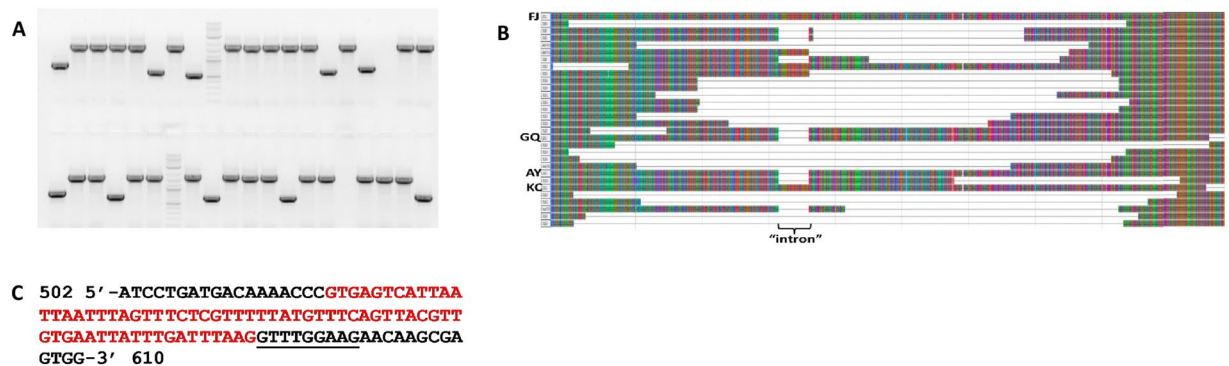 A
B
FJ
GQ
AY
KC
"intron"
C 502 5’-ATCCTGATGACAAAACCCGTGAGTCATTAA
TTAATTTAGTTTCTCGTTTTTATGTTTCAGTTACGTT
GTGAATTATTTGATTTAAGGTTTGGAAGAACAAGCGA
GTGG-3’ 610